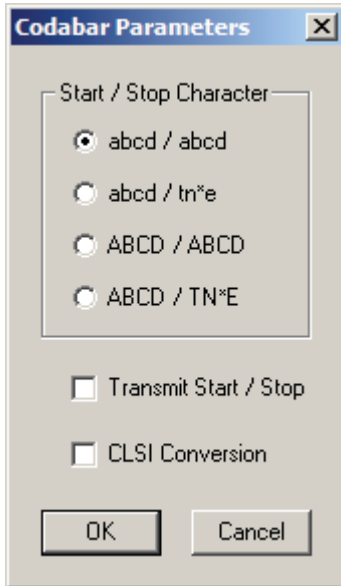 Codabar Parameters
Start / Stop Character
abcd / abcd
abcd / tn*e
ABCD / ABCD
ABCD / TN*E
Transmit Start / Stop
CLSI Conversion
OK Cancel